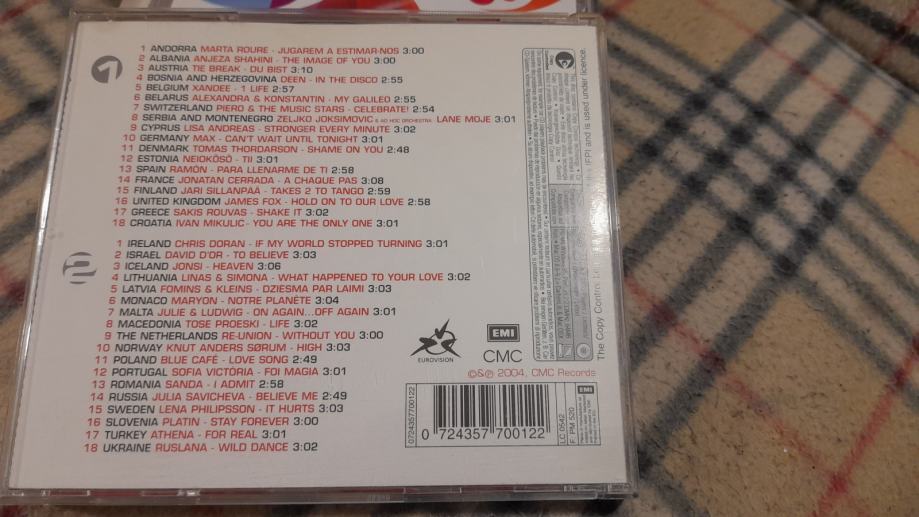 1
1 ANDORRA MARTA ROURE - JUGAREM A ESTIMAR-NOS 3:00
2 ALBANIA ANJEZA SHAHINI - THE IMAGE OF YOU 3:00
3 AUSTRIA TIE BREAK - DU BIST 3:10
4 BOSNIA AND HERZEGOVINA DEEN - IN THE DISCO 2:55
5 BELGIUM XANDEE - 1 LIFE 2:57
6 BELARUS ALEXANDRA & KONSTANTIN - MY GALILEO 2:55
7 SWITZERLAND PIERO & THE MUSIC STARS - CELEBRATE! 2:54
8 SERBIA AND MONTENEGRO ZELJKO JOKSIMOVIC & AD HOC ORCHESTRA LANE MOJE 3:01
9 CYPRUS LISA ANDREAS - STRONGER EVERY MINUTE 3:02
10 GERMANY MAX - CAN'T WAIT UNTIL TONIGHT 3:01
11 DENMARK TOMAS THORDARSON - SHAME ON YOU 2:48
12 ESTONIA NEIOKÕSÕ - TII 3:01
13 SPAIN RAMÓN - PARA LLENARME DE TI 2:58
14 FRANCE JONATAN CERRADA - A CHAQUE PAS 3:08
15 FINLAND JARI SILLANPÄÄ - TAKES 2 TO TANGO 2:59
16 UNITED KINGDOM JAMES FOX - HOLD ON TO OUR LOVE 2:58
17 GREECE SAKIS ROUVAS - SHAKE IT 3:02
18 CROATIA IVAN MIKULIC - YOU ARE THE ONLY ONE 3:01
2
1 IRELAND CHRIS DORAN - IF MY WORLD STOPPED TURNING 3:01
2 ISRAEL DAVID D'OR - TO BELIEVE 3:03
3 ICELAND JONSI - HEAVEN 3:06
4 LITHUANIA LINAS & SIMONA - WHAT HAPPENED TO YOUR LOVE 3:02
5 LATVIA FOMINS & KLEINS - DZIESMA PAR LAIMI 3:03
6 MONACO MARYON - NOTRE PLANÈTE 3:04
7 MALTA JULIE & LUDWIG - ON AGAIN...OFF AGAIN 3:01
8 MACEDONIA TOSE PROESKI - LIFE 3:02
9 THE NETHERLANDS RE-UNION - WITHOUT YOU 3:00
10 NORWAY KNUT ANDERS SØRUM - HIGH 3:03
11 POLAND BLUE CAFÉ - LOVE SONG 2:49
12 PORTUGAL SOFIA VICTÓRIA - FOI MAGIA 3:01
13 ROMANIA SANDA - I ADMIT 2:58
14 RUSSIA JULIA SAVICHEVA - BELIEVE ME 2:49
15 SWEDEN LENA PHILIPSSON - IT HURTS 3:03
16 SLOVENIA PLATIN - STAY FOREVER 3:00
17 TURKEY ATHENA - FOR REAL 3:01
18 UKRAINE RUSLANA - WILD DANCE 3:02
EUROVISION
EMI
CMC
©&℗ 2004, CMC Records
0724357700122
0 724357 700122
LC 0542
F: PM 520
EMI
The Copy Control
(IFPI) and is used under licence.